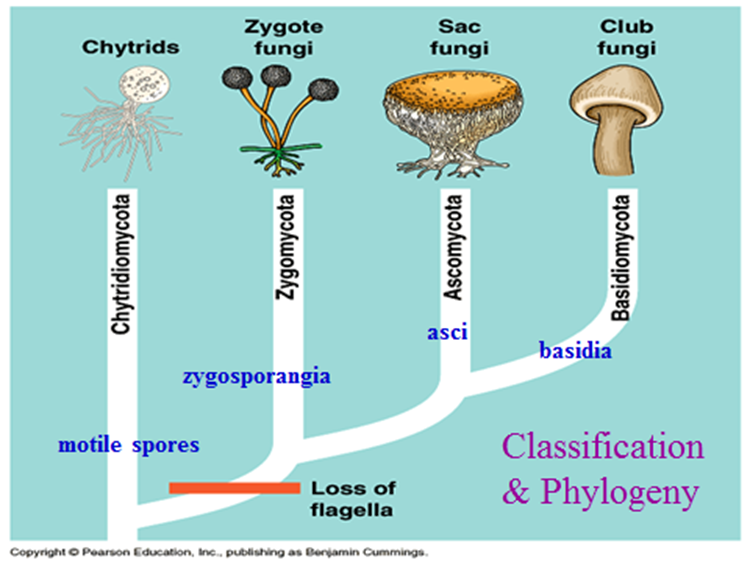 Chytrids
Zygote
fungi
Sac
fungi
Club
fungi
Chytridiomycota
Zygomycota
Ascomycota
Basidiomycota
asci
basidia
zygosporangia
motile spores
Classification
& Phylogeny
Loss of
flagella
Copyright © Pearson Education, Inc., publishing as Benjamin Cummings.